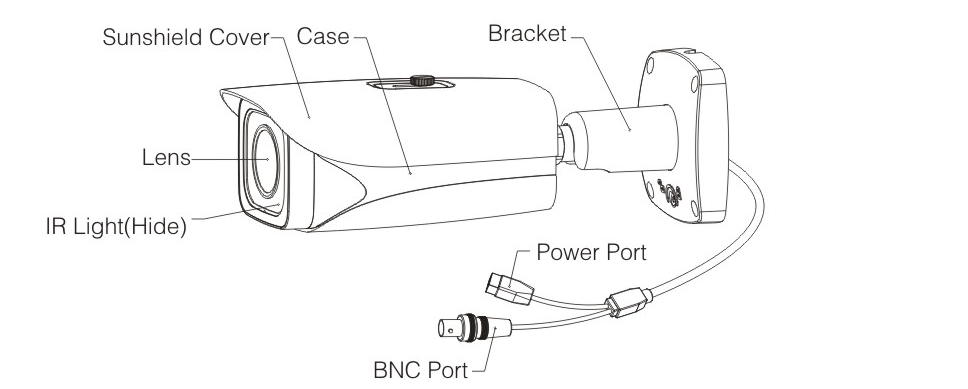 Sunshield Cover
Case
Bracket
Lens
IR Light(Hide)
Power Port
BNC Port